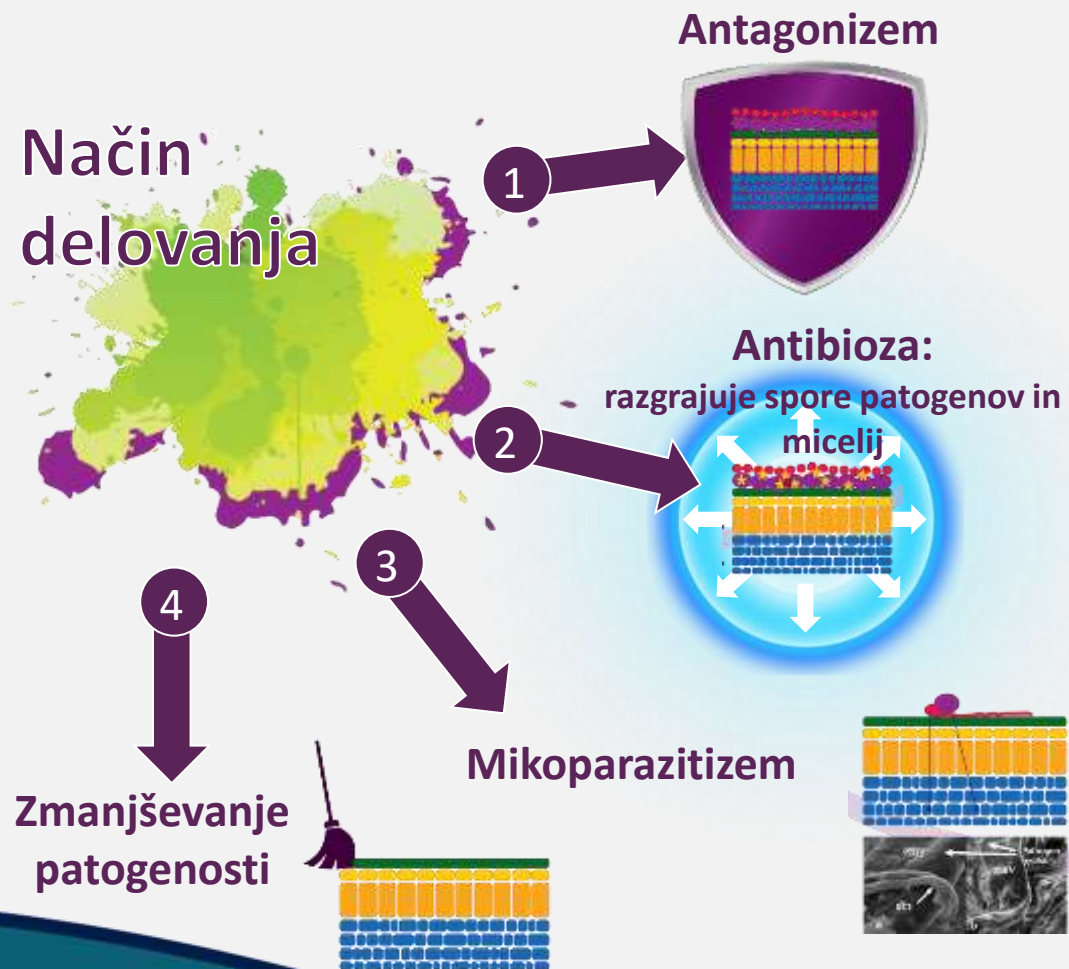 Način
delovanja
1
Antagonizem
2
Antibioza:
razgrajuje spore patogenov in
micelij
3
Mikoparazitizem
4
Zmanjševanje
patogenosti